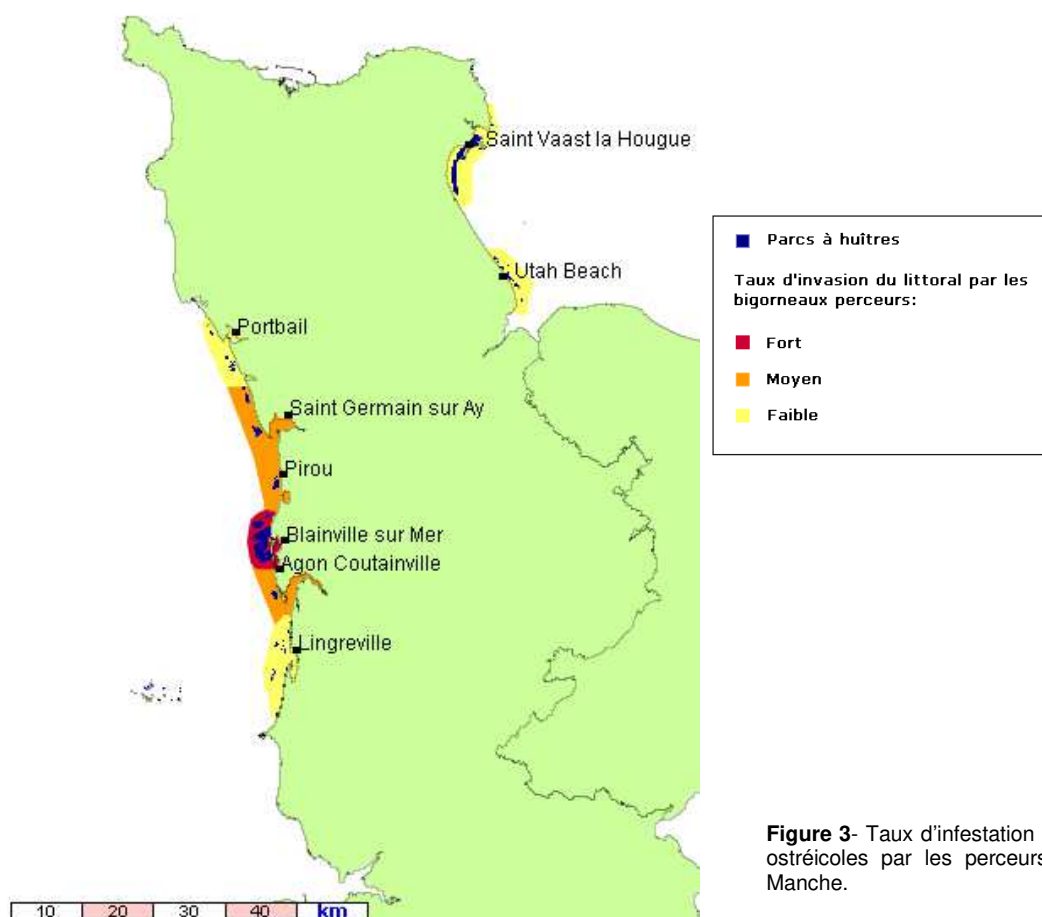 Saint Vaast la Hougue
Utah Beach
Portbail
Saint Germain sur Ay
Pirou
Blainville sur Mer
Agon Coutainville
Lingreville
10 20 30 40 km
Parcs à huîtres
Taux d'invasion du littoral par les
bigorneaux perceurs:
Fort
Moyen
Faible
Figure 3- Taux d’infestation
ostréicoles par les perceurs
Manche.